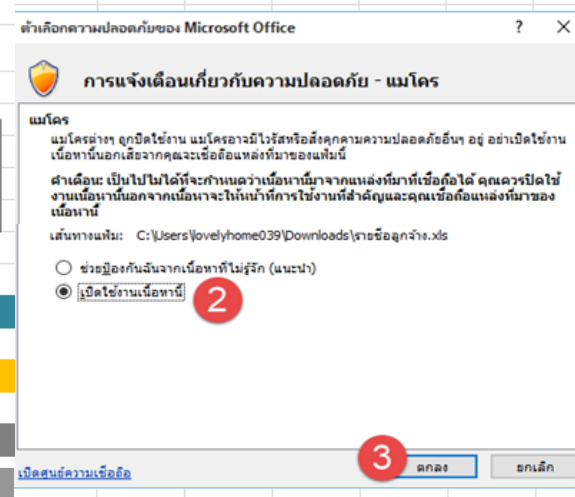 ตัวเลือกความปลอดภัยของ Microsoft Office
? ×
การแจ้งเตือนเกี่ยวกับความปลอดภัย - แมโคร
แมโคร
แมโครต่างๆ ถูกปิดใช้งาน แมโครอาจมีไวรัสหรือสิ่งคุกคามความปลอดภัยอื่นๆ อยู่ อย่าเปิดใช้งาน
เนื้อหานี้นอกเสียจากคุณจะเชื่อถือแหล่งที่มาของแฟ้มนี้
คำเตือน: เป็นไปไม่ได้ที่จะกำหนดว่าเนื้อหานี้มาจากแหล่งที่มาที่เชื่อถือได้ คุณควรปิดใช้
งานเนื้อหานี้นอกจากเนื้อหาจะให้หน้าที่การใช้งานที่สำคัญและคุณเชื่อถือแหล่งที่มาของ
เนื้อหานี้
เส้นทางแฟ้ม: C:\Users\lovelyhome039\Downloads\รายชื่อลูกจ้าง.xls
ช่วยป้องกันฉันจากเนื้อหาที่ไม่รู้จัก (แนะนำ)
เปิดใช้งานเนื้อหานี้
2
3
ตกลง
ยกเลิก
เปิดศูนย์ความเชื่อถือ